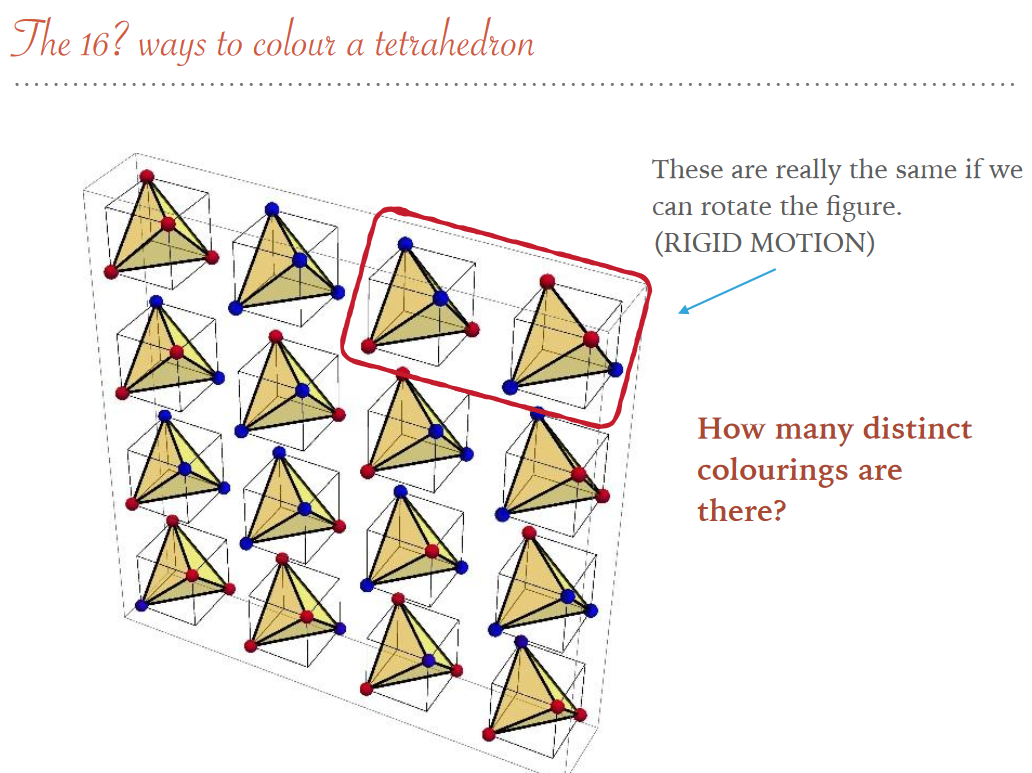 The 16? ways to colour a tetrahedron
These are really the same if we
can rotate the figure.
(RIGID MOTION)
How many distinct
colourings are
there?